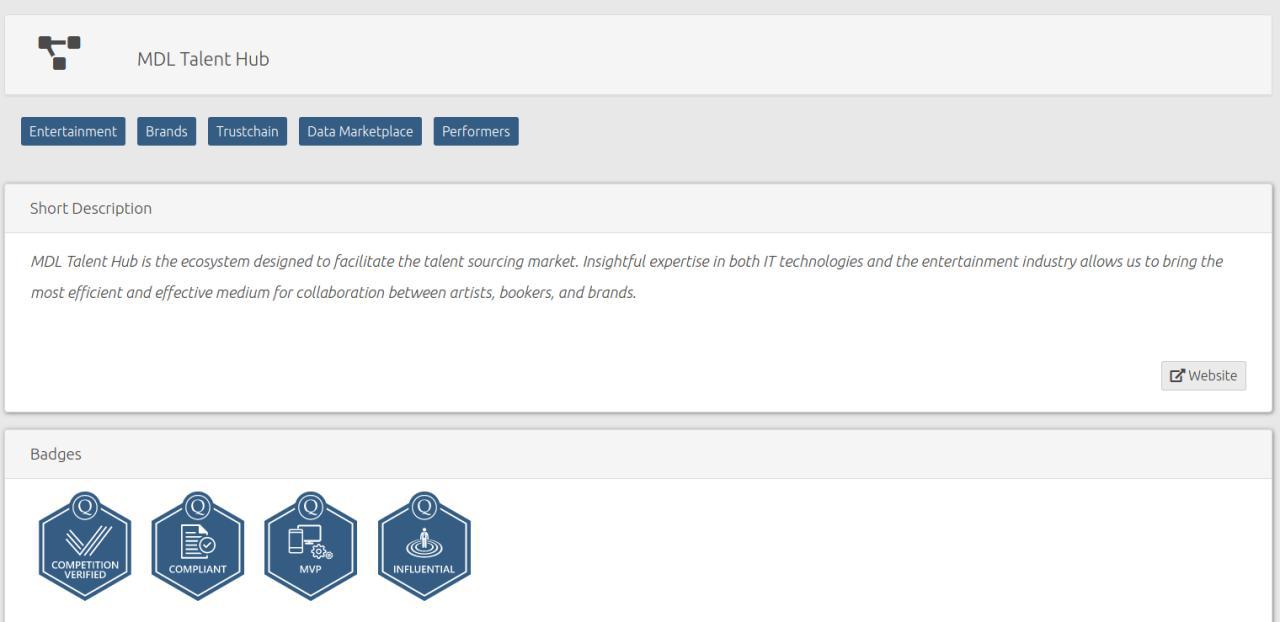 MDL Talent Hub
Entertainment
Brands
Trustchain
Data Marketplace
Performers
Short Description
MDL Talent Hub is the ecosystem designed to facilitate the talent sourcing market. Insightful expertise in both IT technologies and the entertainment industry allows us to bring the
most efficient and effective medium for collaboration between artists, bookers, and brands.
Website
Badges
Q
COMPETITION
VERIFIED
Q
COMPLIANT
Q
MVP
Q
INFLUENTIAL